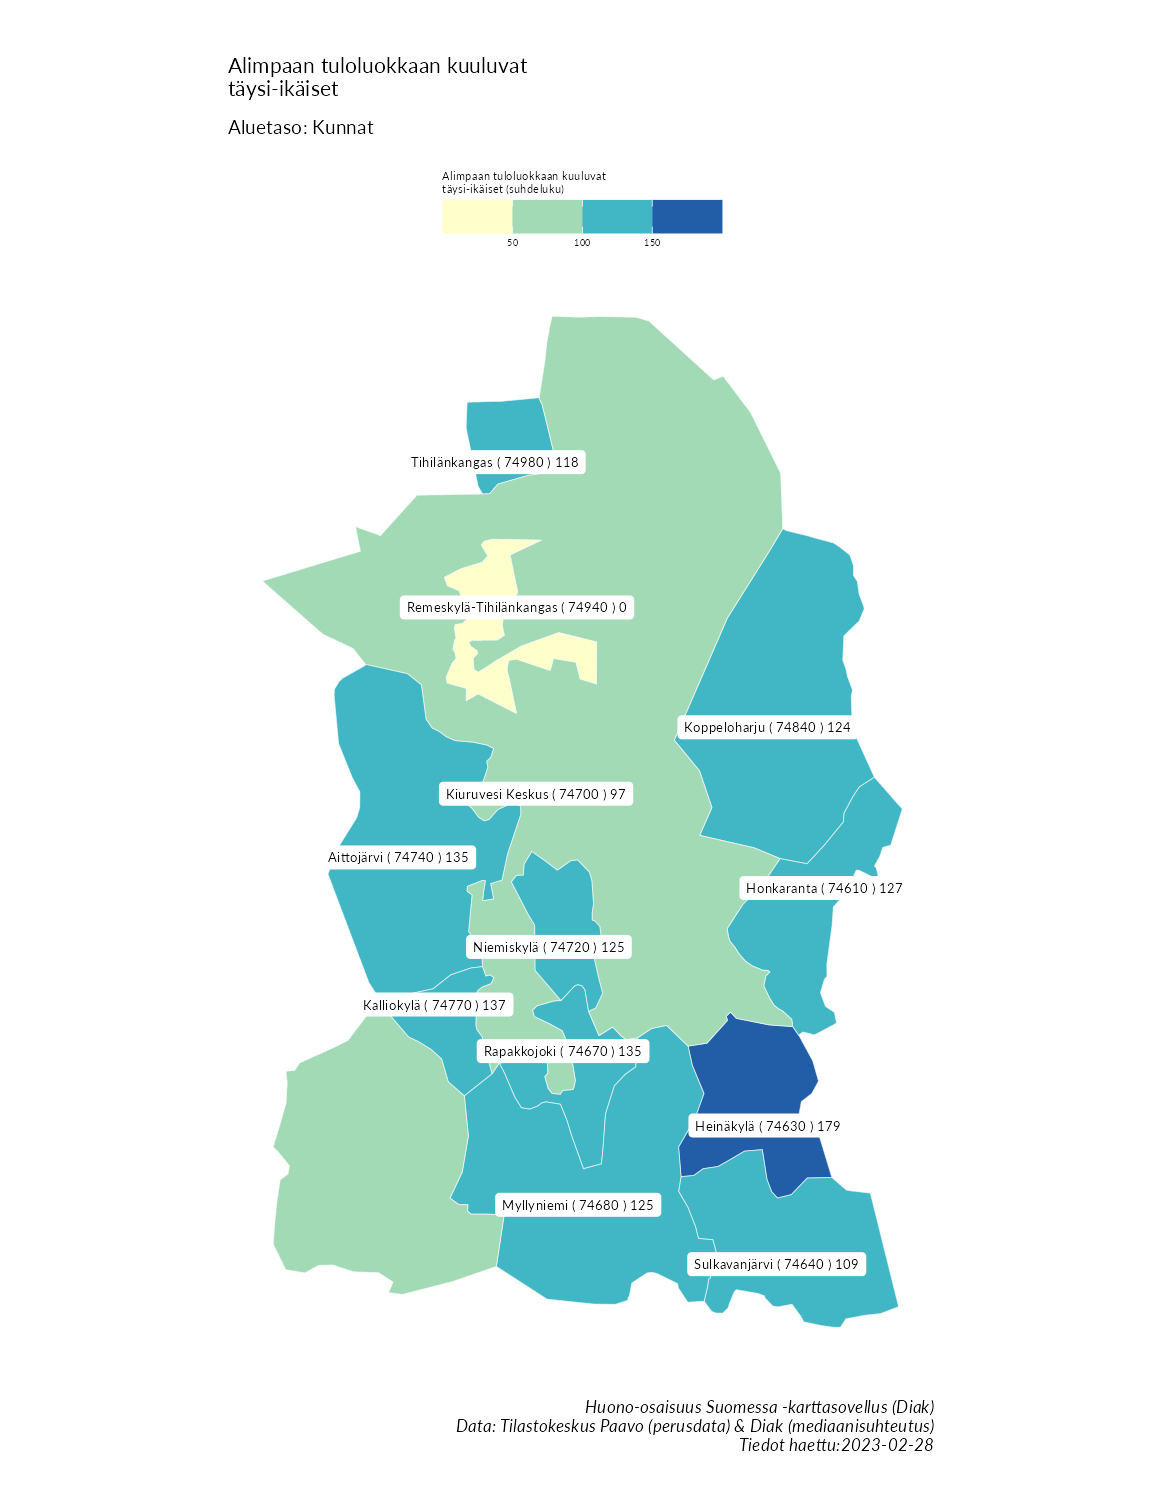 Alimpaan tuloluokkaan kuuluvat
täysi-ikäiset
Aluetaso: Kunnat
Alimpaan tuloluokkaan kuuluvat
täysi-ikäiset (suhdeluku)
50 100 150
Tihilänkangas ( 74980 ) 118
Remeskylä-Tihilänkangas ( 74940 ) 0
Koppeloharju ( 74840 ) 124
Kiuruvesi Keskus ( 74700 ) 97
Aittojärvi ( 74740 ) 135
Honkaranta ( 74610 ) 127
Niemiskylä ( 74720 ) 125
Kalliokylä ( 74770 ) 137
Rapakkojoki ( 74670 ) 135
Heinäkylä ( 74630 ) 179
Myllyniemi ( 74680 ) 125
Sulkavanjärvi ( 74640 ) 109
Huono-osaisuus Suomessa -karttasovellus (Diak)
Data: Tilastokeskus Paavo (perusdata) & Diak (mediaanisuhteutus)
Tiedot haettu:2023-02-28